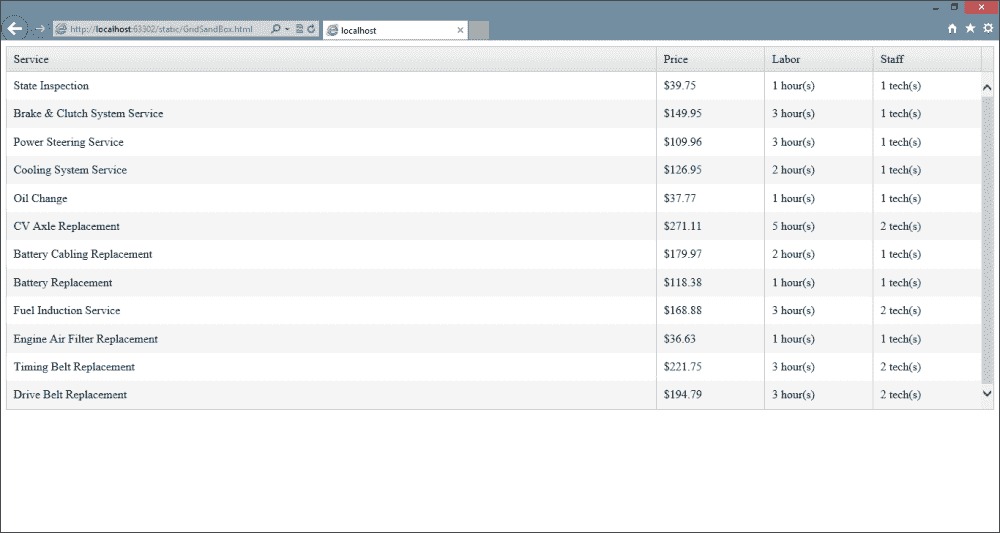 http://localhost:63302/static/GridSandBox.html localhost
Service Price Labor Staff
State Inspection $39.75 1 hour(s) 1 tech(s)
Brake & Clutch System Service $149.95 3 hour(s) 1 tech(s)
Power Steering Service $109.96 3 hour(s) 1 tech(s)
Cooling System Service $126.95 2 hour(s) 1 tech(s)
Oil Change $37.77 1 hour(s) 1 tech(s)
CV Axle Replacement $271.11 5 hour(s) 2 tech(s)
Battery Cabling Replacement $179.97 2 hour(s) 1 tech(s)
Battery Replacement $118.38 1 hour(s) 1 tech(s)
Fuel Induction Service $168.88 3 hour(s) 2 tech(s)
Engine Air Filter Replacement $36.63 1 hour(s) 1 tech(s)
Timing Belt Replacement $221.75 3 hour(s) 2 tech(s)
Drive Belt Replacement $194.79 3 hour(s) 2 tech(s)